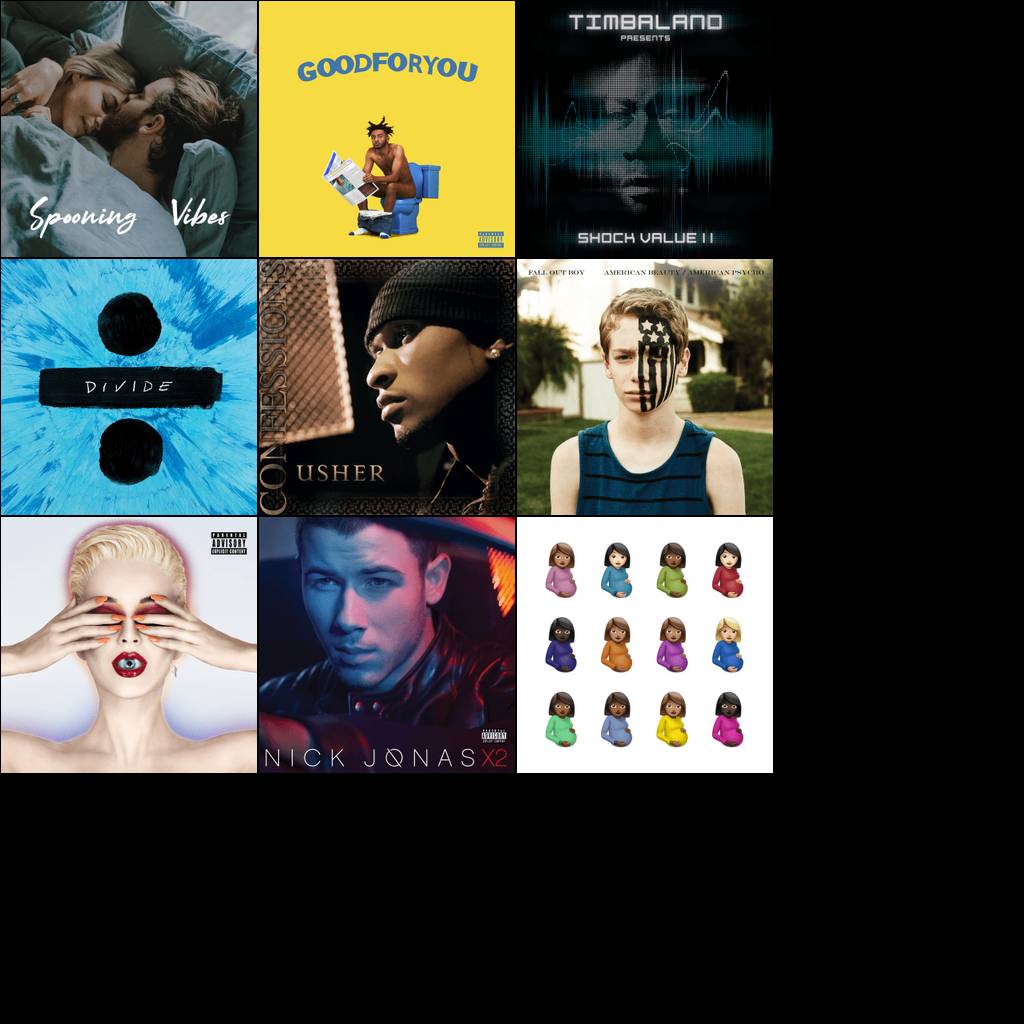 Spooning Vibes
GOODFORYOU
PARENTAL
ADVISORY
EXPLICIT CONTENT
TIMBALAND
PRESENTS
SHOCK VALUE II
DIVIDE
CONFESSIONS
USHER
FALL OUT BOY AMERICAN BEAUTY / AMERICAN PSYCHO
PARENTAL
ADVISORY
EXPLICIT CONTENT
PARENTAL
ADVISORY
EXPLICIT CONTENT
NICK JONAS X2